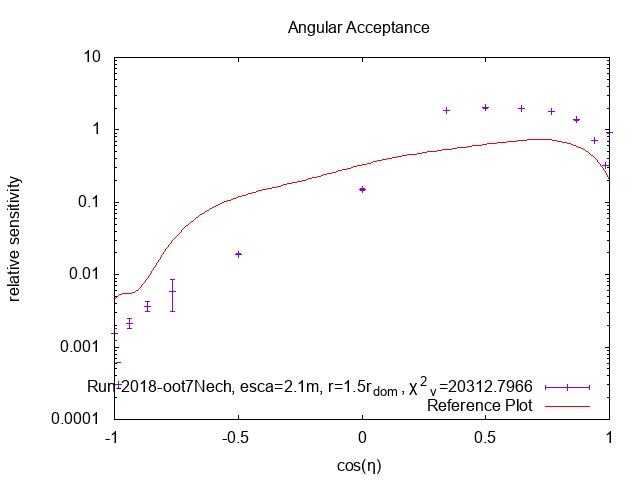 Angular Acceptance
10
1
0.1
0.01
0.001
0.0001
relative sensitivity
Run-2018-oot7Nech, esca=2.1m, r=1.5r_dom, χ²_v=20312.7966
Reference Plot
-1 -0.5 0 0.5 1
cos(η)